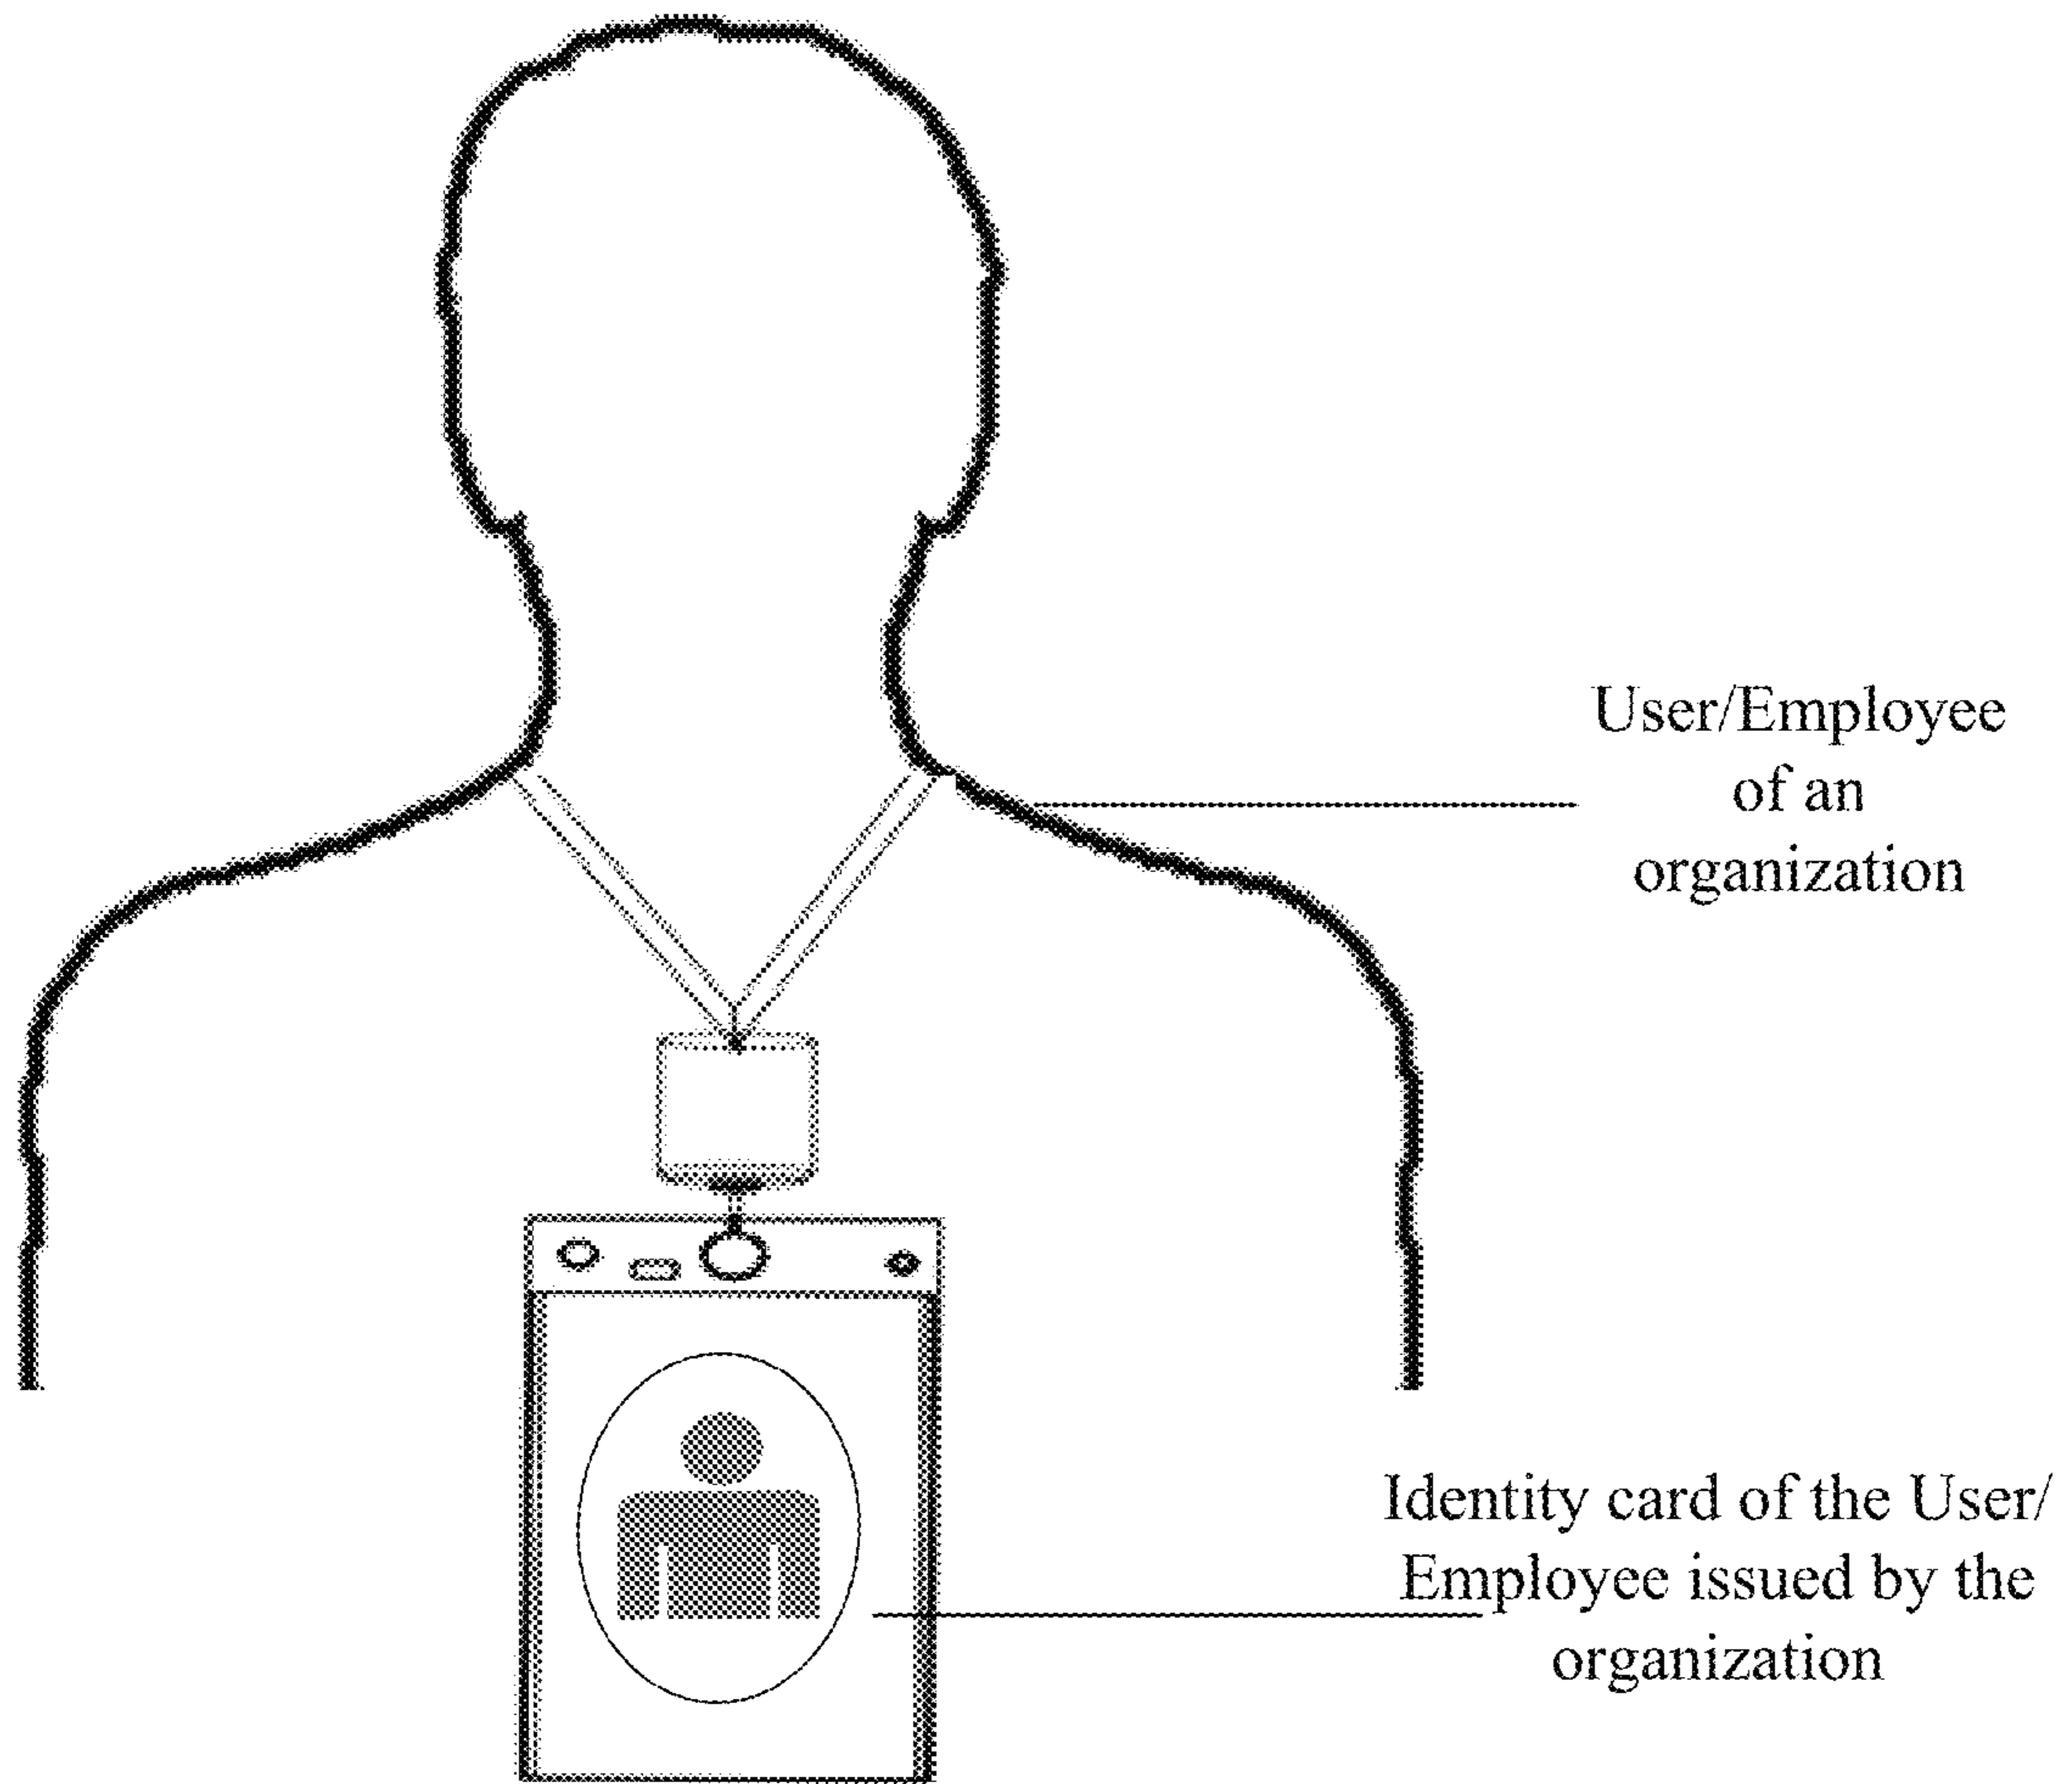 User/Employee
of an
organization
Identity card of the User/
Employee issued by the
organization